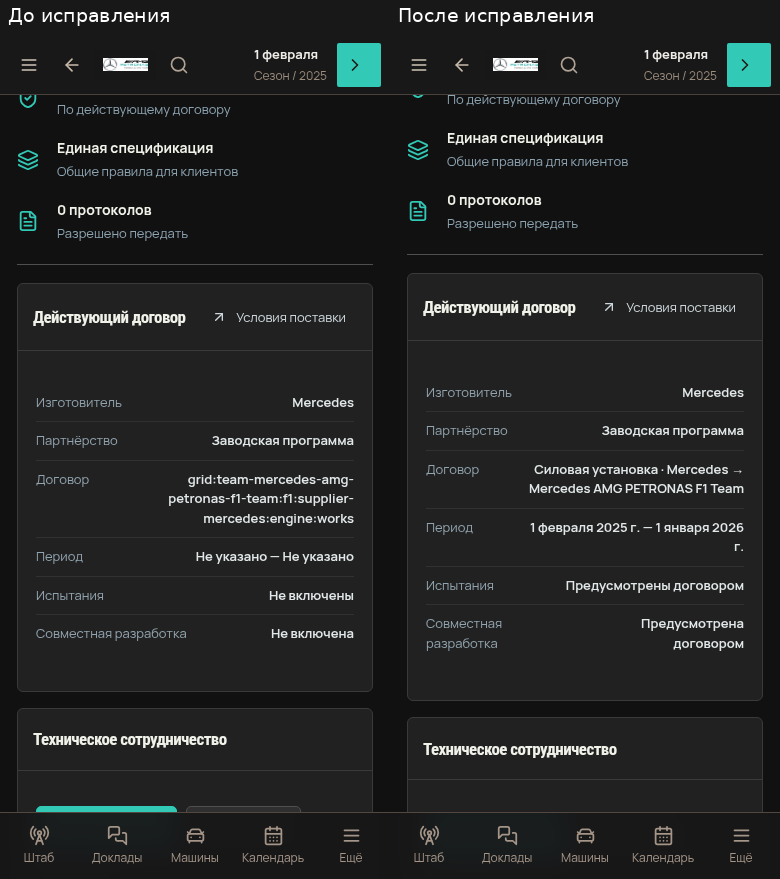 До исправления
1 февраля
Сезон / 2025
По действующему договору
Единая спецификация
Общие правила для клиентов
0 протоколов
Разрешено передать
Действующий договор
Условия поставки
Изготовитель Mercedes
Партнёрство Заводская программа
Договор grid:team-mercedes-amg-
petronas-f1-team:f1:supplier-
mercedes:engine:works
Период Не указано — Не указано
Испытания Не включены
Совместная разработка Не включена
Техническое сотрудничество
Штаб Доклады Машины Календарь Ещё
После исправления
1 февраля
Сезон / 2025
По действующему договору
Единая спецификация
Общие правила для клиентов
0 протоколов
Разрешено передать
Действующий договор
Условия поставки
Изготовитель Mercedes
Партнёрство Заводская программа
Договор Силовая установка · Mercedes →
Mercedes AMG PETRONAS F1 Team
Период 1 февраля 2025 г. — 1 января 2026
г.
Испытания Предусмотрены договором
Совместная Предусмотрена
разработка договором
Техническое сотрудничество
Штаб Доклады Машины Календарь Ещё